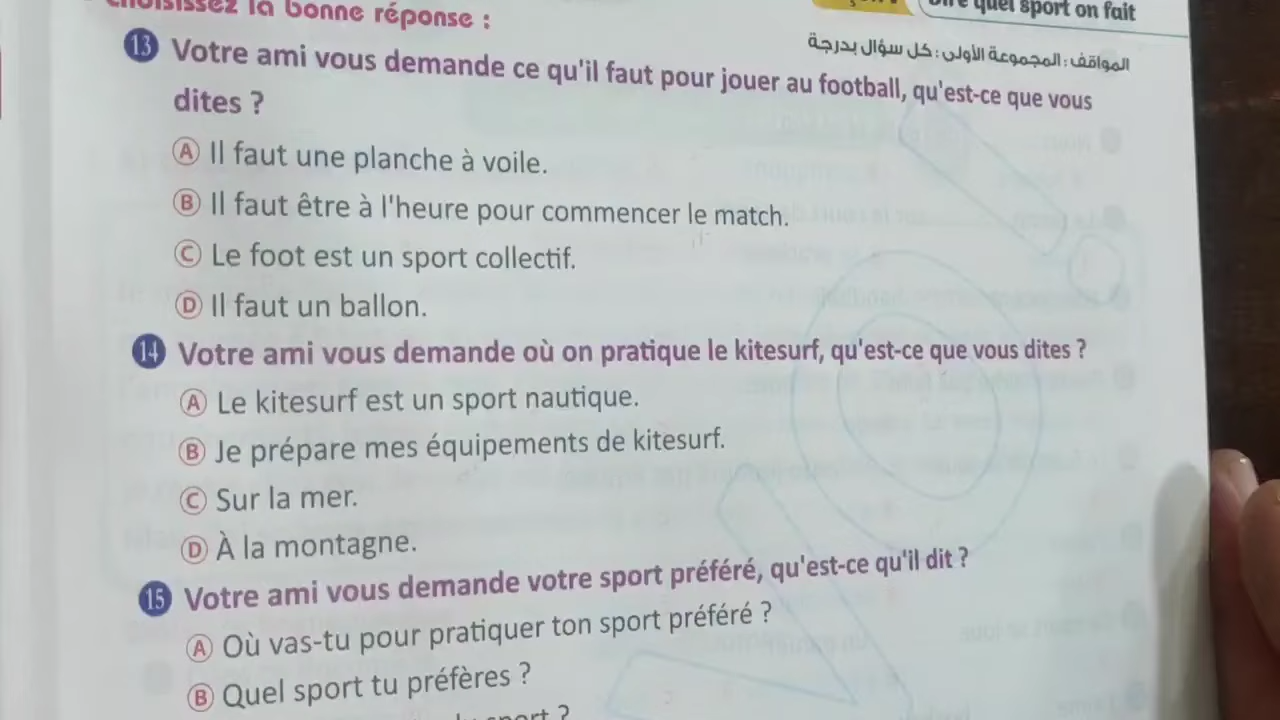 Choisissez la bonne réponse :
quel sport on fait
المواقف : المجموعة الأولى : كل سؤال بدرجة
13 Votre ami vous demande ce qu'il faut pour jouer au football, qu'est-ce que vous
dites ?
A Il faut une planche à voile.
B Il faut être à l'heure pour commencer le match.
C Le foot est un sport collectif.
D Il faut un ballon.
14 Votre ami vous demande où on pratique le kitesurf, qu'est-ce que vous dites ?
A Le kitesurf est un sport nautique.
B Je prépare mes équipements de kitesurf.
C Sur la mer.
D À la montagne.
15 Votre ami vous demande votre sport préféré, qu'est-ce qu'il dit ?
A Où vas-tu pour pratiquer ton sport préféré ?
B Quel sport tu préfères ?
sport ?